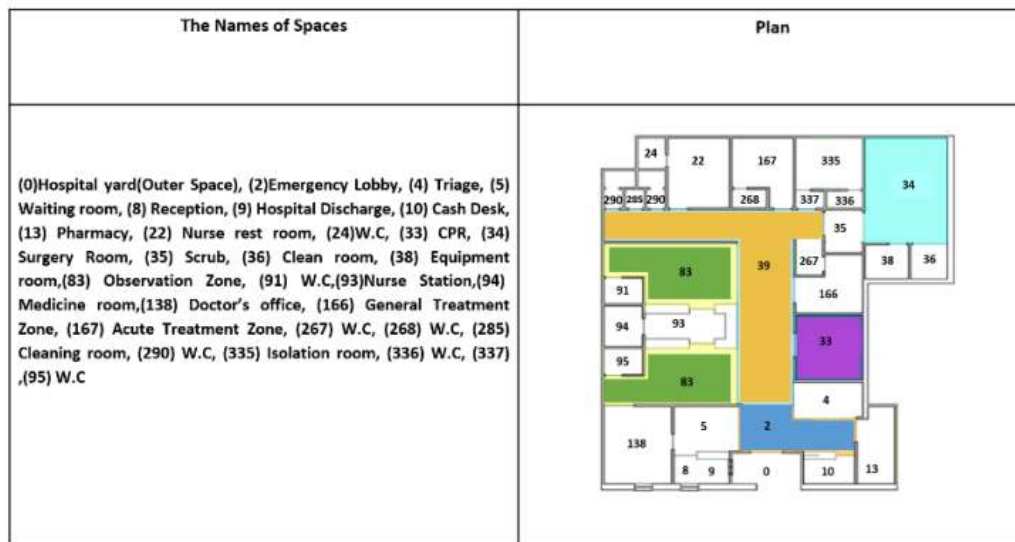 The Names of Spaces
Plan
(0)Hospital yard(Outer Space), (2)Emergency Lobby, (4) Triage, (5)
Waiting room, (8) Reception, (9) Hospital Discharge, (10) Cash Desk,
(13) Pharmacy, (22) Nurse rest room, (24)W.C, (33) CPR, (34)
Surgery Room, (35) Scrub, (36) Clean room, (38) Equipment
room,(83) Observation Zone, (91) W.C,(93)Nurse Station,(94)
Medicine room,(138) Doctor's office, (166) General Treatment
Zone, (167) Acute Treatment Zone, (267) W.C, (268) W.C, (285)
Cleaning room, (290) W.C, (335) Isolation room, (336) W.C, (337)
,(95) W.C
24 22 167 335
34
290 285 290 268 337 336
35
39
83 267 38 36
91 166
94 93
33
95
83
4
138 5 2
8 9 0 10 13